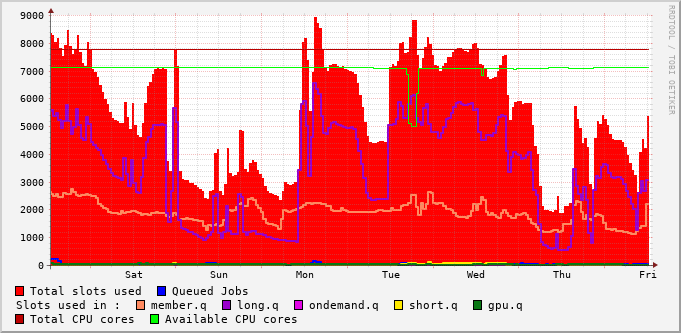 9000
8000
7000
6000
5000
4000
3000
2000
1000
0
Sat Sun Mon Tue Wed Thu Fri
RRDTOOL / TOBI OETIKER
Total slots used Queued Jobs
Slots used in : member.q long.q ondemand.q short.q gpu.q
Total CPU cores Available CPU cores